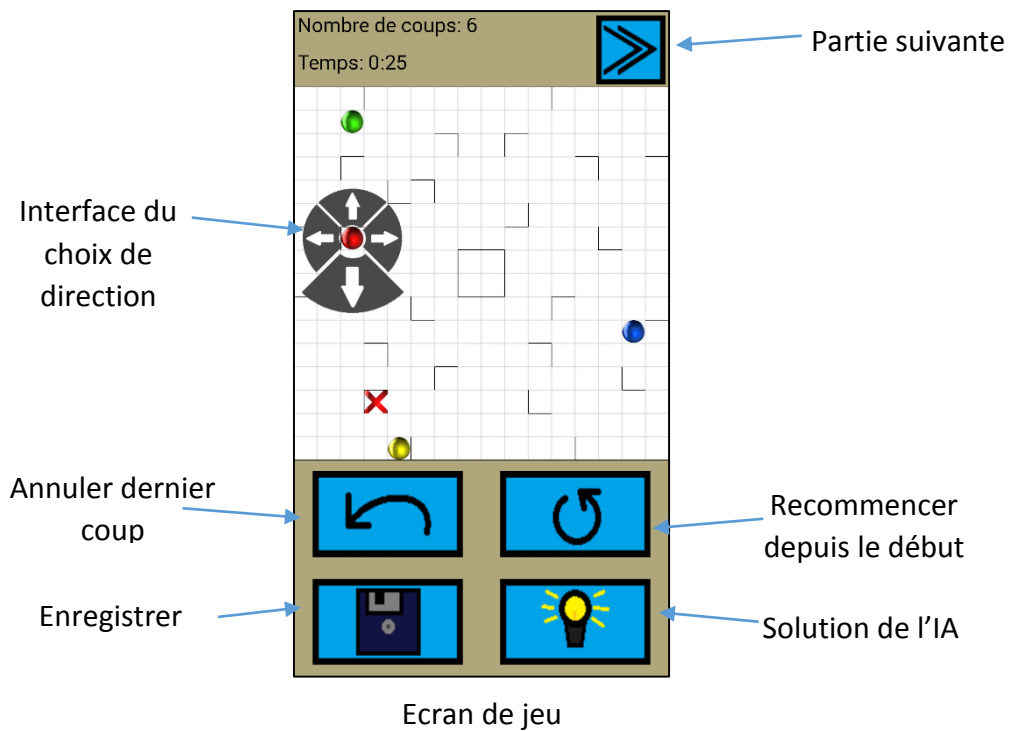 Nombre de coups: 6
Partie suivante
Temps: 0:25
Interface du
choix de
direction
Annuler dernier
coup
Recommencer
depuis le début
Enregistrer
Solution de l’IA
Ecran de jeu